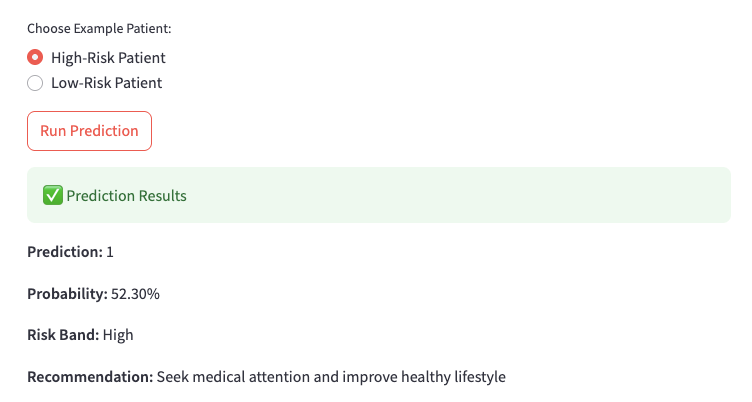 Choose Example Patient:
High-Risk Patient
Low-Risk Patient
Run Prediction
✅ Prediction Results
Prediction: 1
Probability: 52.30%
Risk Band: High
Recommendation: Seek medical attention and improve healthy lifestyle